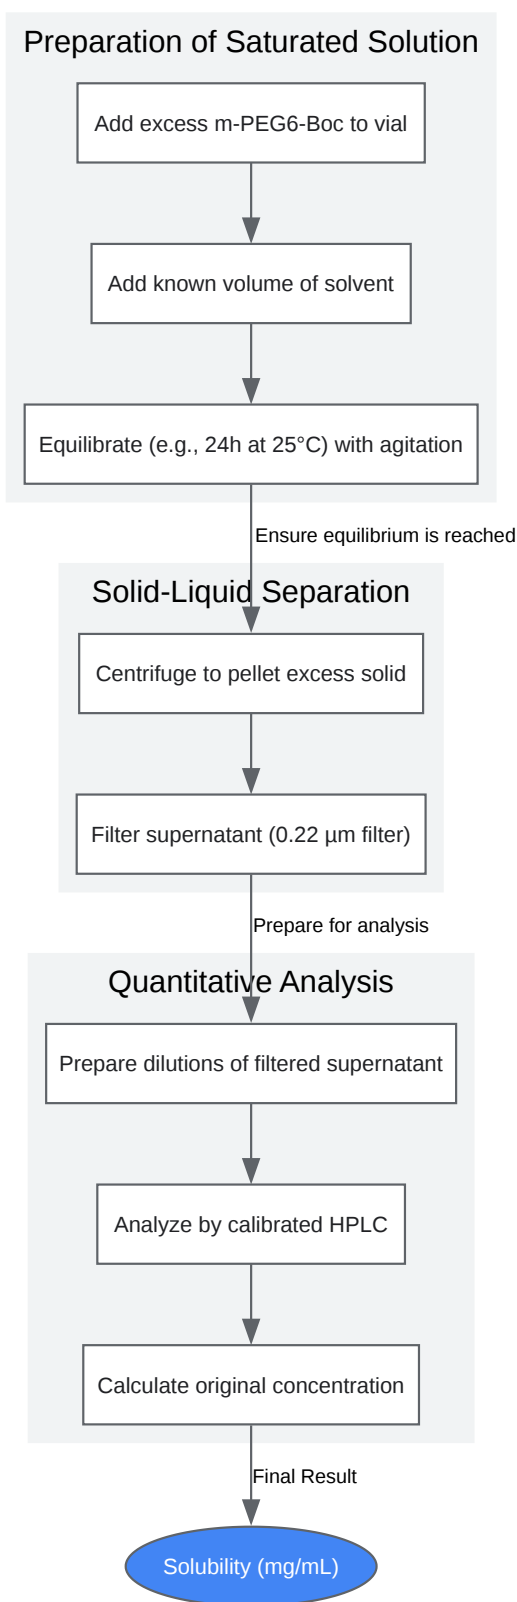 Preparation of Saturated Solution
Add excess m-PEG6-Boc to vial
Add known volume of solvent
Equilibrate (e.g., 24h at 25°C) with agitation
Ensure equilibrium is reached
Solid-Liquid Separation
Centrifuge to pellet excess solid
Filter supernatant (0.22 µm filter)
Prepare for analysis
Quantitative Analysis
Prepare dilutions of filtered supernatant
Analyze by calibrated HPLC
Calculate original concentration
Final Result
Solubility (mg/mL)